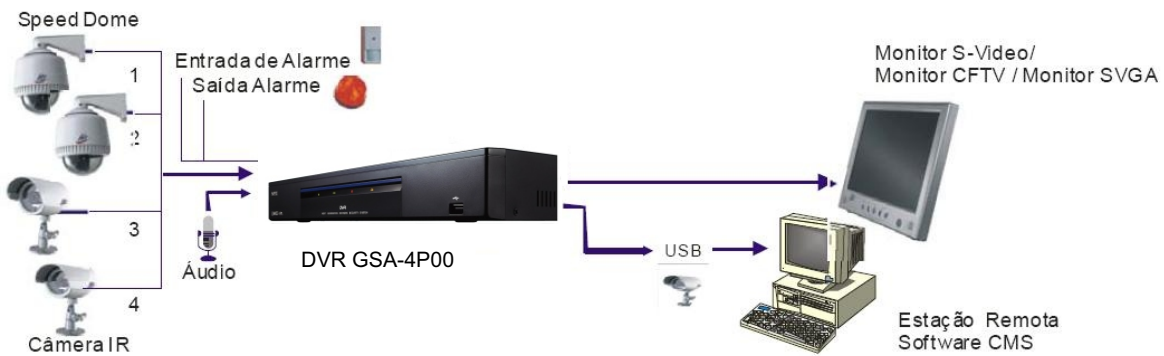 Speed Dome
1
2
3
4
Câmera IR
Entrada de Alarme
Saída Alarme
Áudio
DVR
DVR GSA-4P00
USB
Monitor S-Video/
Monitor CFTV / Monitor SVGA
Estação Remota
Software CMS